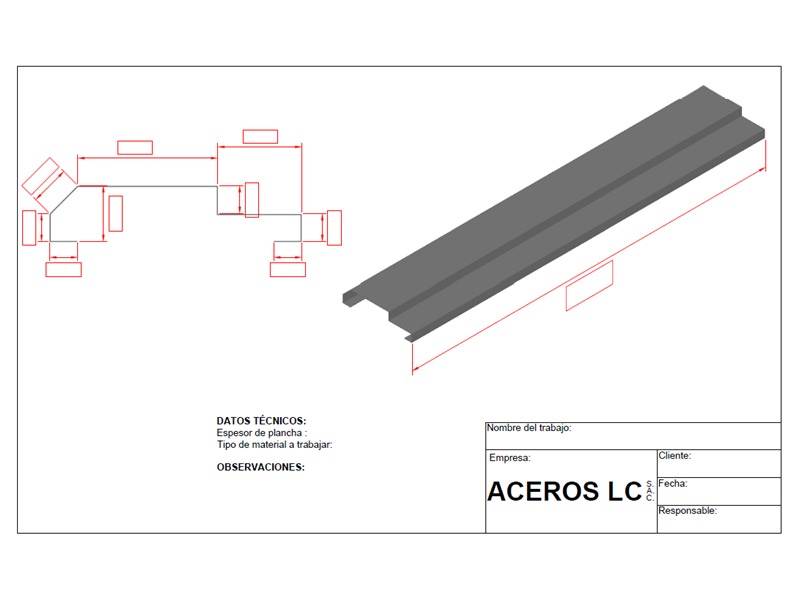 DATOS TÉCNICOS:
Espesor de plancha :
Tipo de material a trabajar:
OBSERVACIONES:
Nombre del trabajo:
Empresa:
ACEROS LC S.A.C.
Cliente:
Fecha:
Responsable: